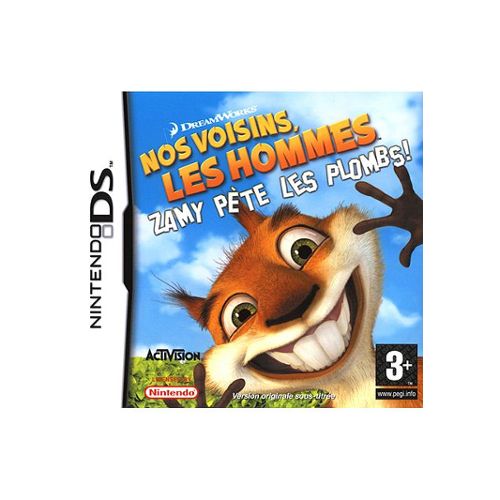 NINTENDO DS™
DREAMWORKS
NOS VOISINS,
LES HOMMES
ZAMY PÈTE LES PLOMBS!
ACTIVISION
Nintendo
Version originale sous-titrée
3+
www.pegi.info